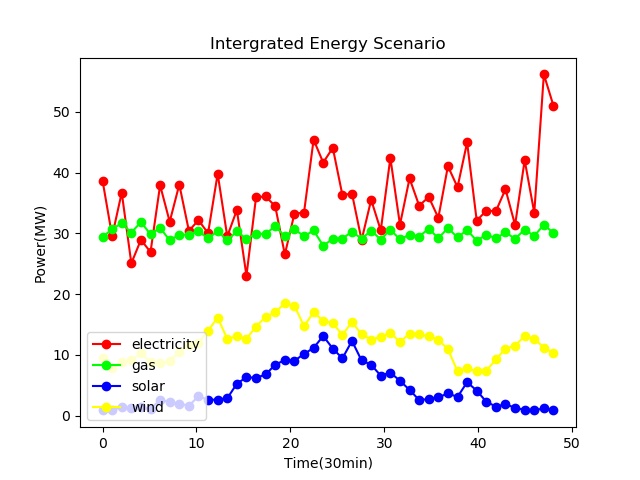 Intergrated Energy Scenario
Power(MW)
50
40
30
20
10
0
electricity
gas
solar
wind
0 10 20 30 40 50
Time(30min)